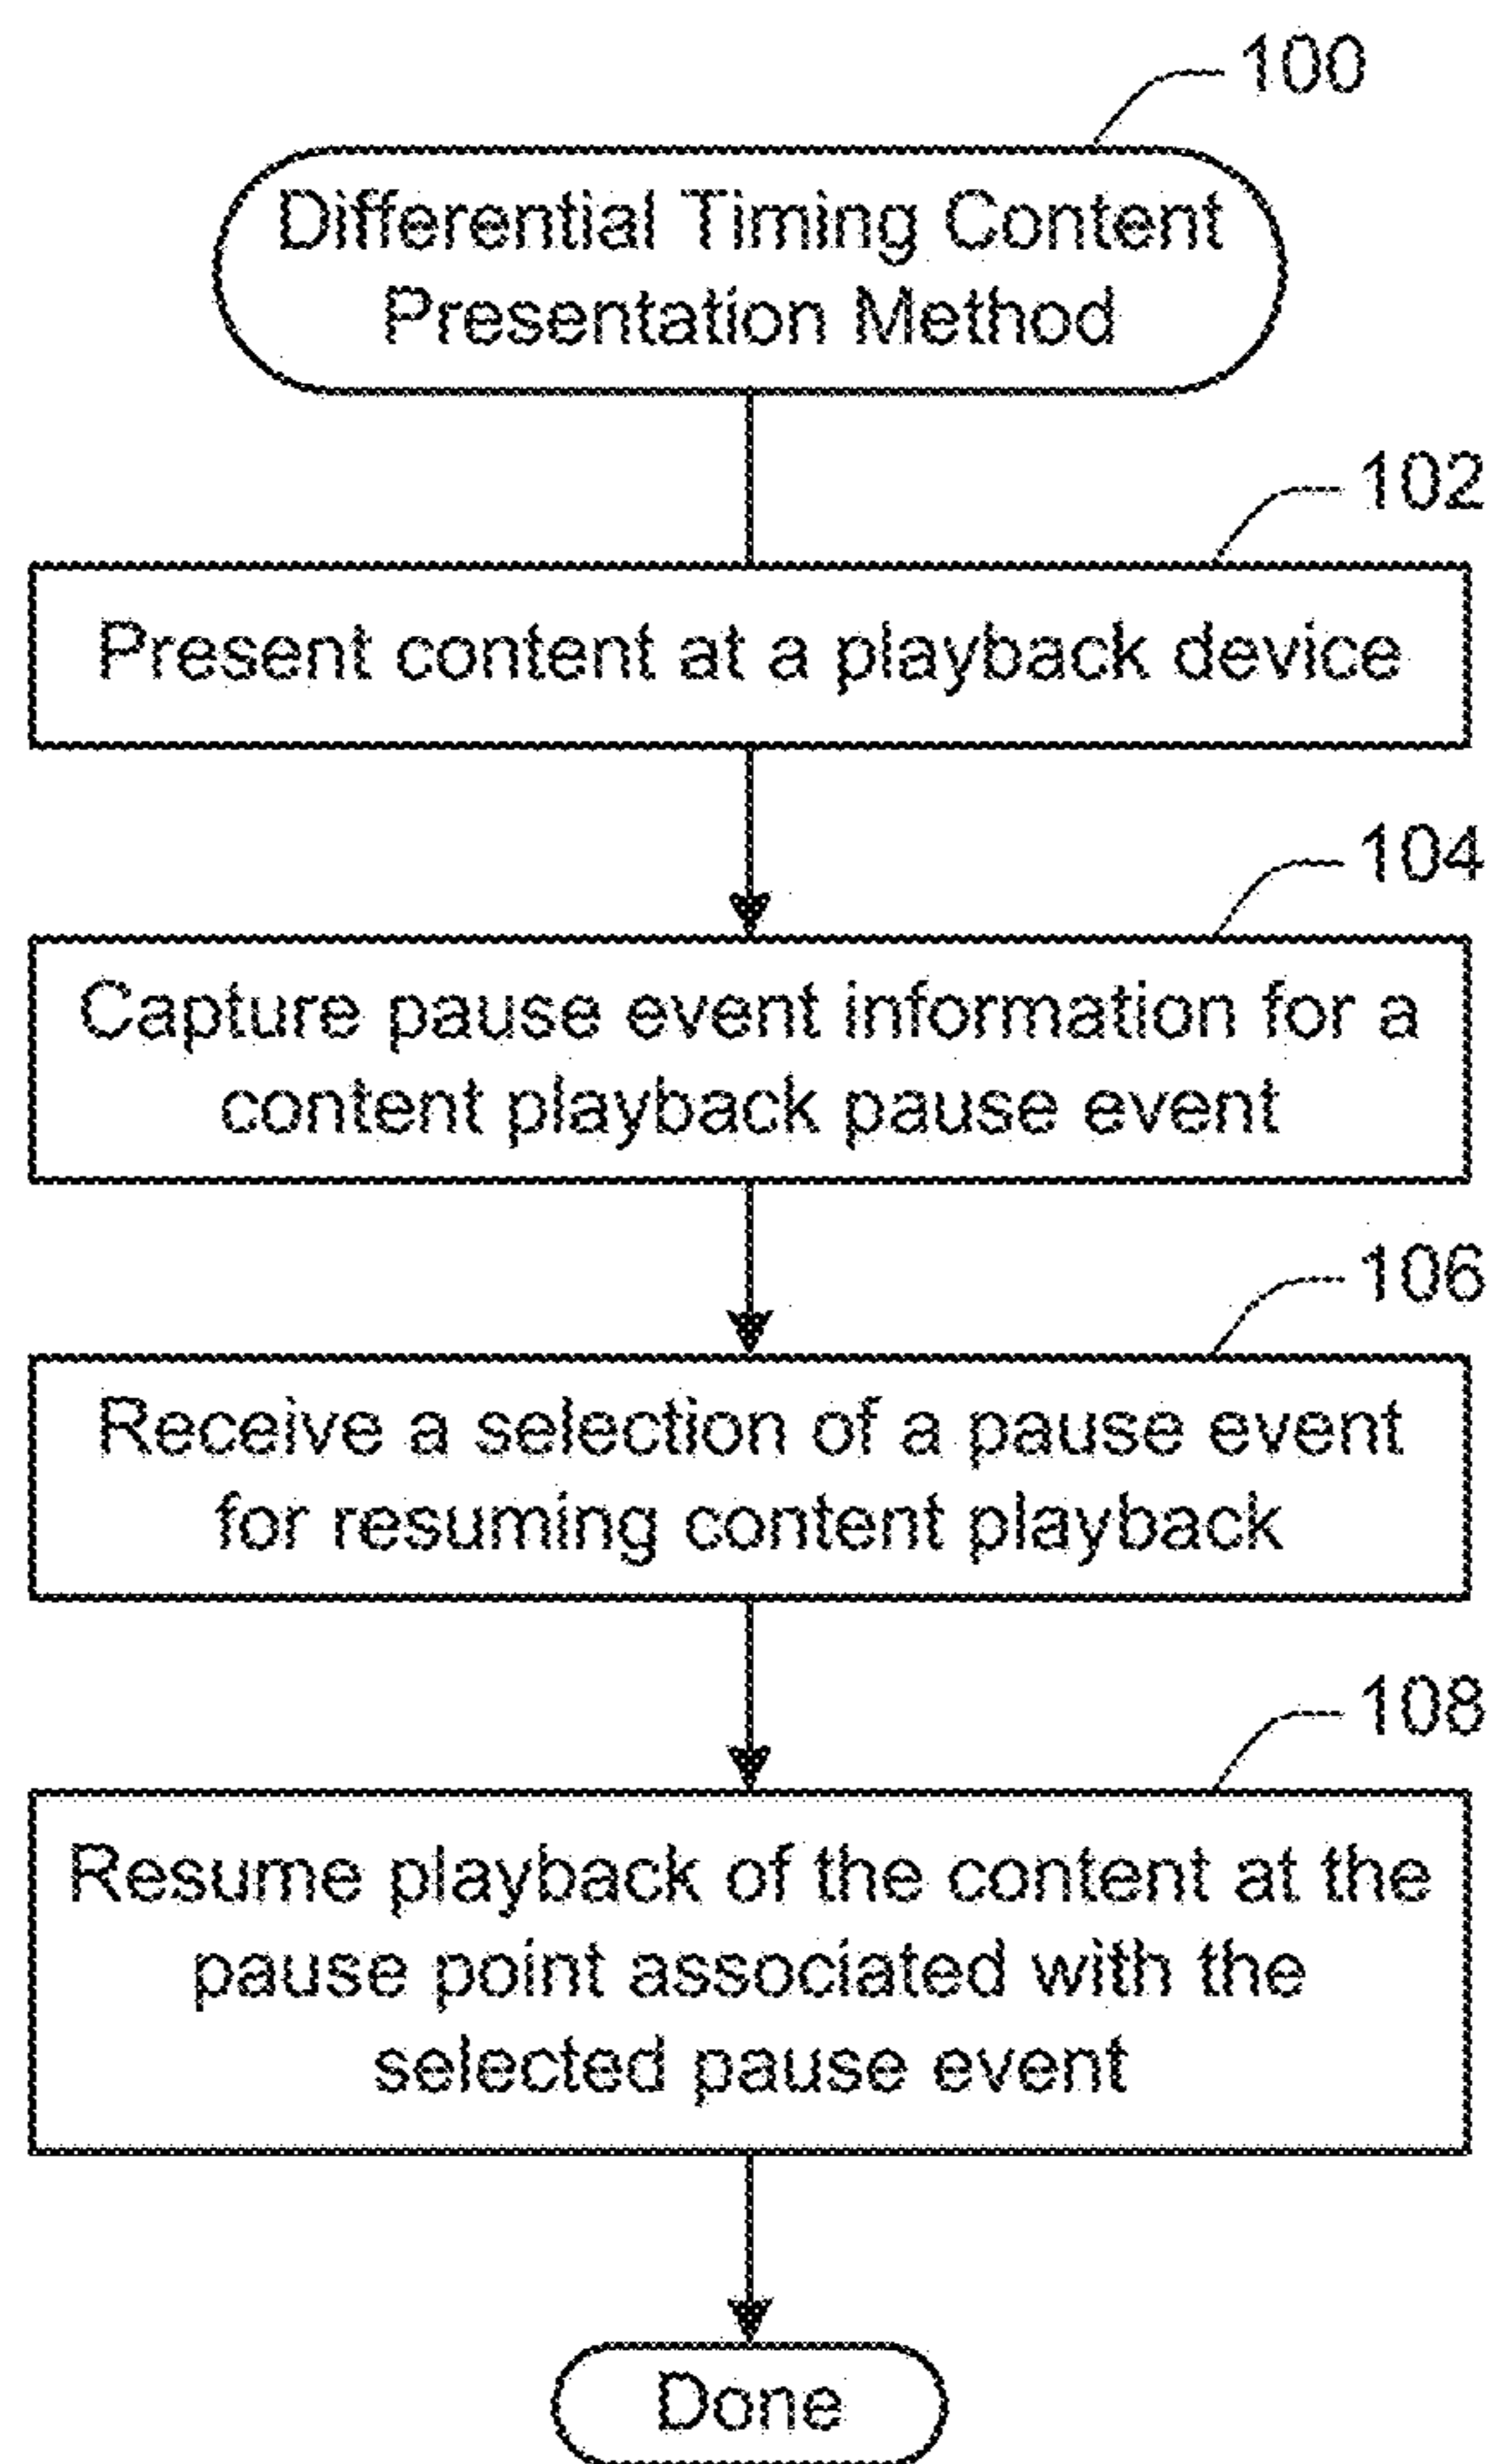 100
Differential Timing Content
Presentation Method
102
Present content at a playback device
104
Capture pause event information for a
content playback pause event
106
Receive a selection of a pause event
for resuming content playback
108
Resume playback of the content at the
pause point associated with the
selected pause event
Done